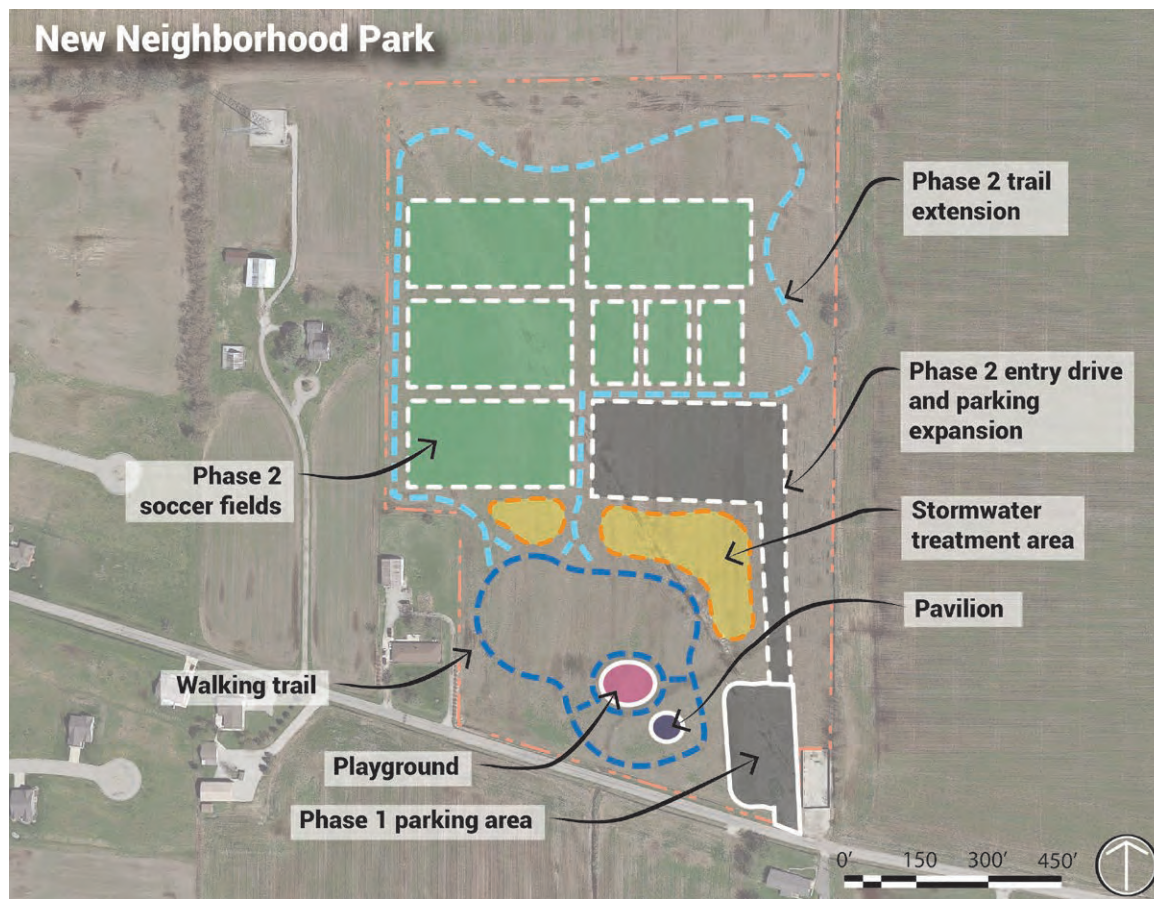 New Neighborhood Park
Phase 2 trail
extension
Phase 2 entry drive
and parking
expansion
Phase 2
soccer fields
Stormwater
treatment area
Pavilion
Walking trail
Playground
Phase 1 parking area
0' 150 300' 450'